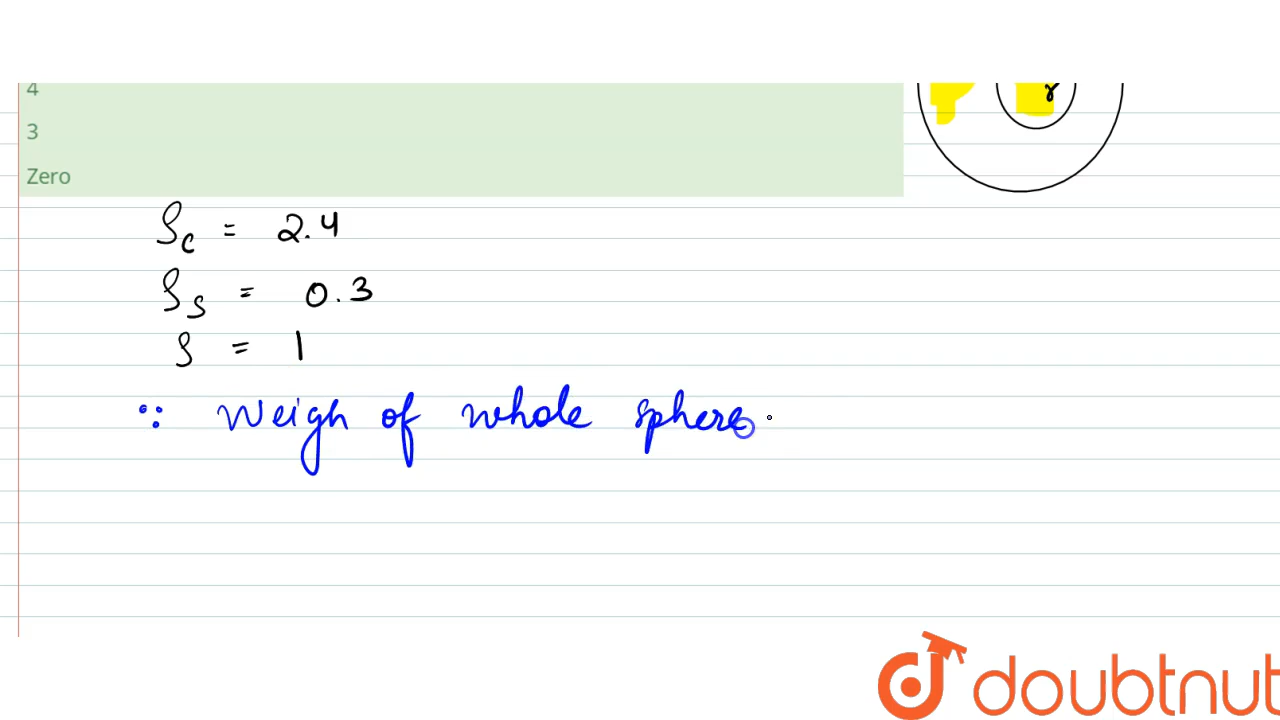 4
3
Zero
r
ρc = 2.4
ρs = 0.3
ρ = 1
∵ Weigh of whole sphere
doubtnut